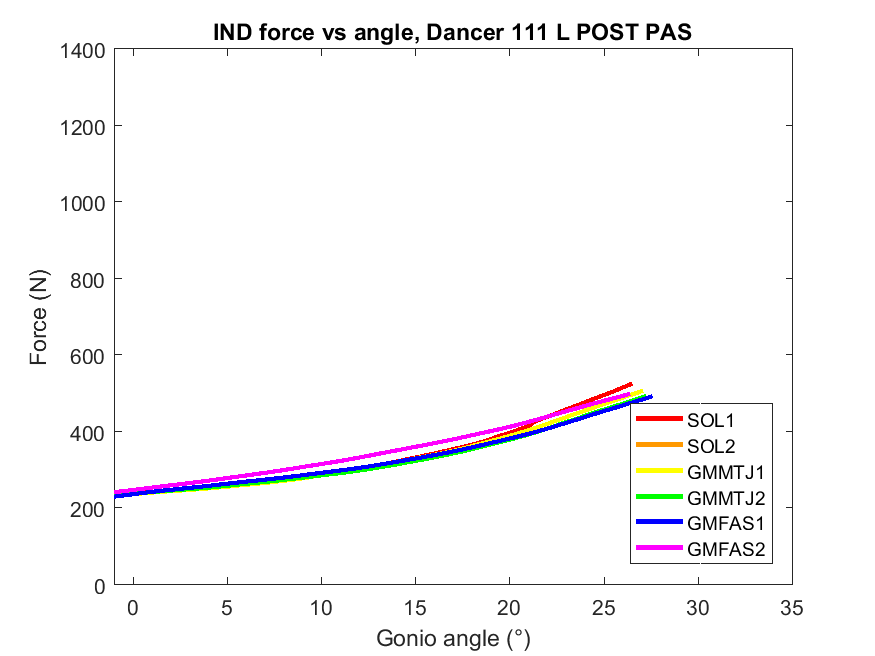 IND force vs angle, Dancer 111 L POST PAS
1400
1200
1000
800
600
400
200
0
Force (N)
0 5 10 15 20 25 30 35
Gonio angle (°)
SOL1
SOL2
GMMTJ1
GMMTJ2
GMFAS1
GMFAS2